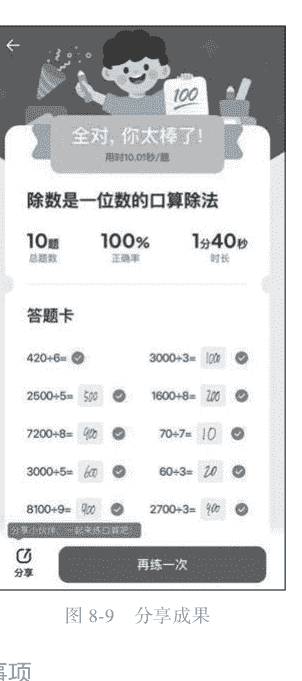 100
全对, 你太棒了!
用时10.01秒/题
除数是一位数的口算除法
10题 100% 1分40秒
总题数 正确率 时长
答题卡
420÷6= 3000÷3= 1000
2500÷5= 500 1600÷8= 200
7200÷8= 900 70÷7= 10
3000÷5= 600 60÷3= 20
8100÷9= 900 2700÷3= 900
分享小伙伴, 一起来练口算吧!
分享 再练一次
图 8-9 分享成果
事项